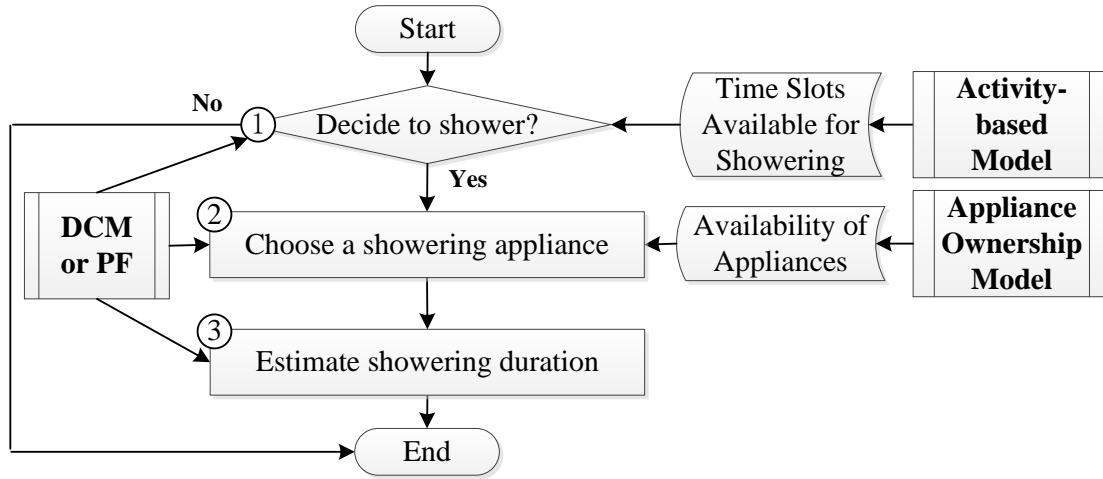 Start
No
1
Decide to shower?
Time Slots
Available for
Showering
Activity-
based
Model
Yes
DCM
or PF
2
Choose a showering appliance
Availability of
Appliances
Appliance
Ownership
Model
3
Estimate showering duration
End